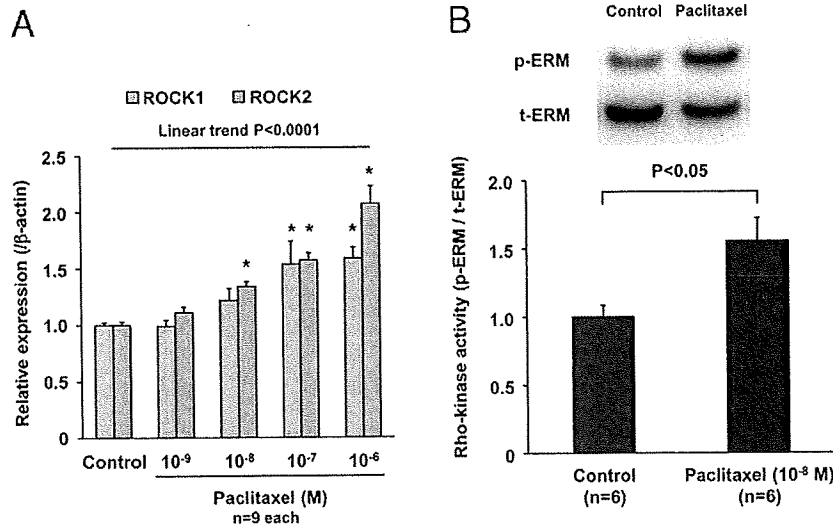 A
ROCK1 ROCK2
Linear trend P<0.0001
Relative expression (/β-actin)
2.5
2.0
1.5
1.0
0.5
0
* * * * *
Control 10-9 10-8 10-7 10-6
Paclitaxel (M)
n=9 each
B
Control Paclitaxel
p-ERM
t-ERM
P<0.05
Rho-kinase activity (p-ERM / t-ERM)
2.0
1.5
1.0
0.5
0
Control Paclitaxel (10-8 M)
(n=6) (n=6)